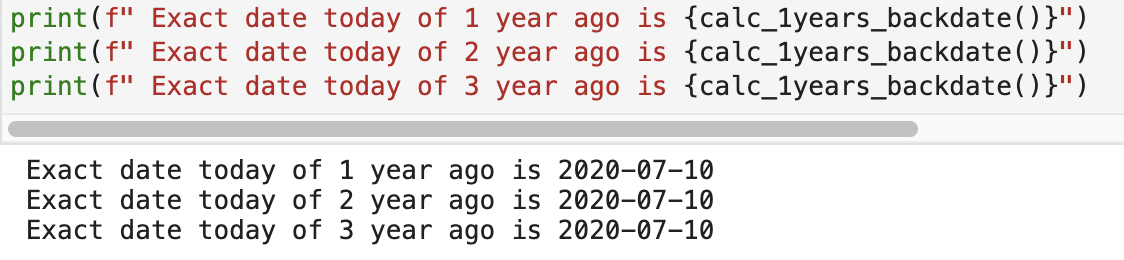 print(f" Exact date today of 1 year ago is {calc_1years_backdate()}")
print(f" Exact date today of 2 year ago is {calc_1years_backdate()}")
print(f" Exact date today of 3 year ago is {calc_1years_backdate()}")
Exact date today of 1 year ago is 2020-07-10
Exact date today of 2 year ago is 2020-07-10
Exact date today of 3 year ago is 2020-07-10